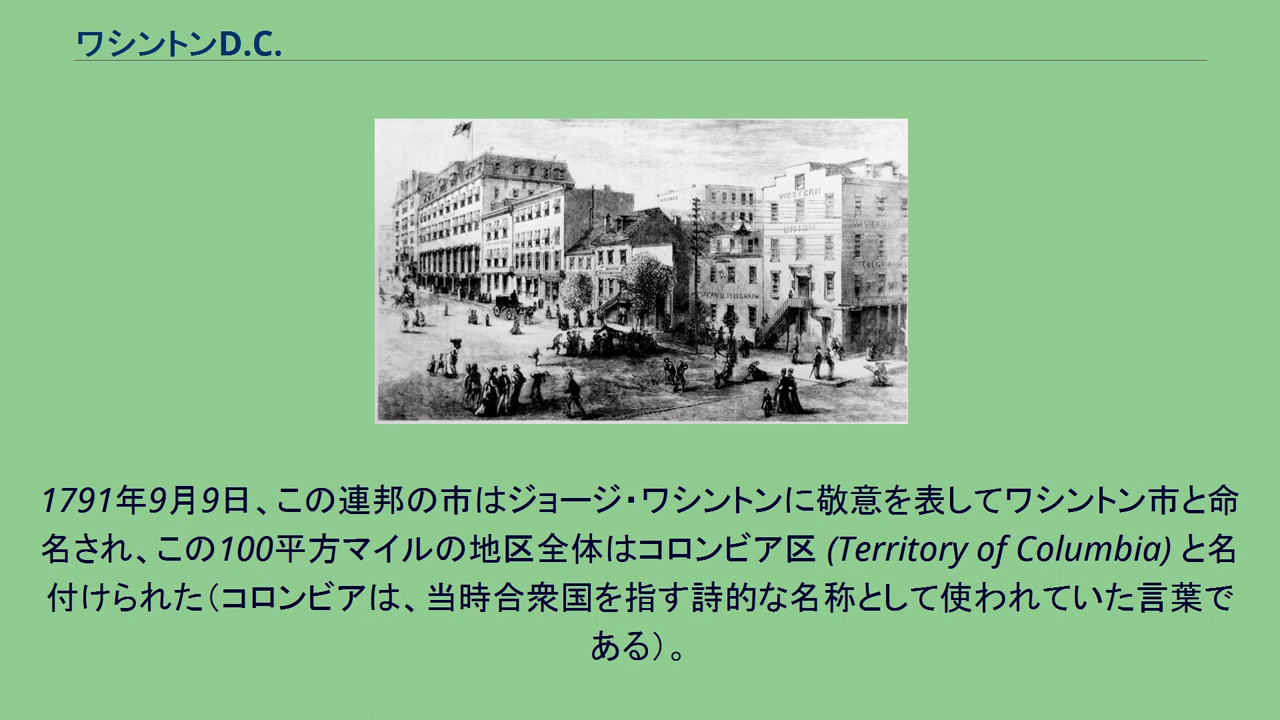 ワシントンD.C.
WESTERN
UNION
1791年9月9日、この連邦の市はジョージ・ワシントンに敬意を表してワシントン市と命
名され、この100平方マイルの地区全体はコロンビア区 (Territory of Columbia) と名
付けられた（コロンビアは、当時合衆国を指す詩的な名称として使われていた言葉で
ある）。